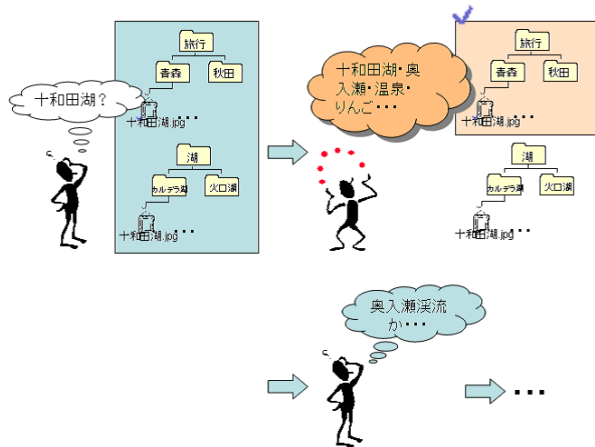 十和田湖？
旅行
青森
秋田
十和田湖.jpg
・・・
湖
カルデラ湖
火口湖
十和田湖.jpg
・・・
十和田湖・奥
入瀬・温泉・
りんご・・・
旅行
青森
秋田
十和田湖.jpg
・・・
湖
カルデラ湖
火口湖
十和田湖.jpg
・・・
奥入瀬渓流
か・・・
・・・